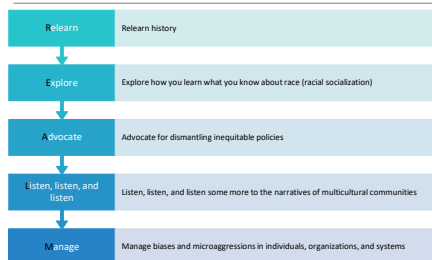 Relearn
Relearn history
Explore
Explore how you learn what you know about race (racial socialization)
Advocate
Advocate for dismantling inequitable policies
Listen, listen, and
listen
Listen, listen, and listen some more to the narratives of multicultural communities
Manage
Manage biases and microaggressions in individuals, organizations, and systems